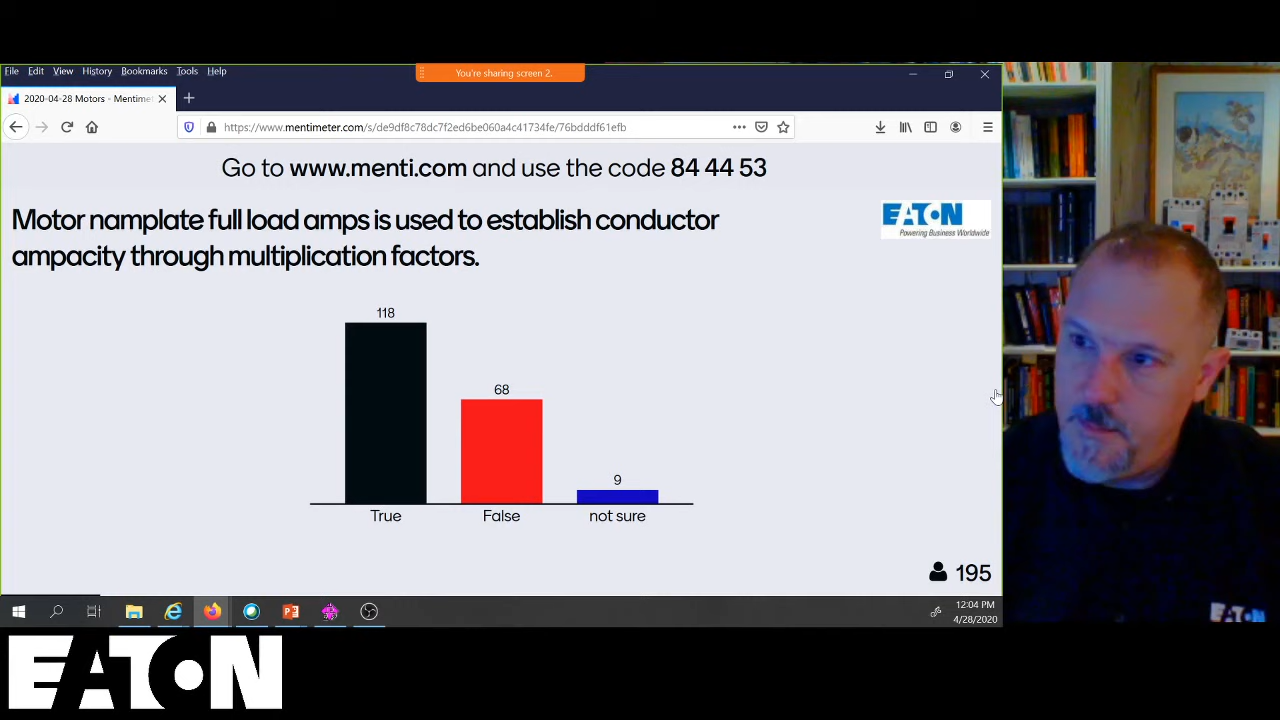 File Edit View History Bookmarks Tools Help
You're sharing screen 2.
2020-04-28 Motors - Mentimet
https://www.mentimeter.com/s/de9df8c78dc7f2ed6be060a4c41734fe/76bdddf61efb
Go to www.menti.com and use the code 84 44 53
Motor namplate full load amps is used to establish conductor
ampacity through multiplication factors.
EATON
Powering Business Worldwide
118
68
9
True
False
not sure
195
12:04 PM
4/28/2020
EATON
EATON